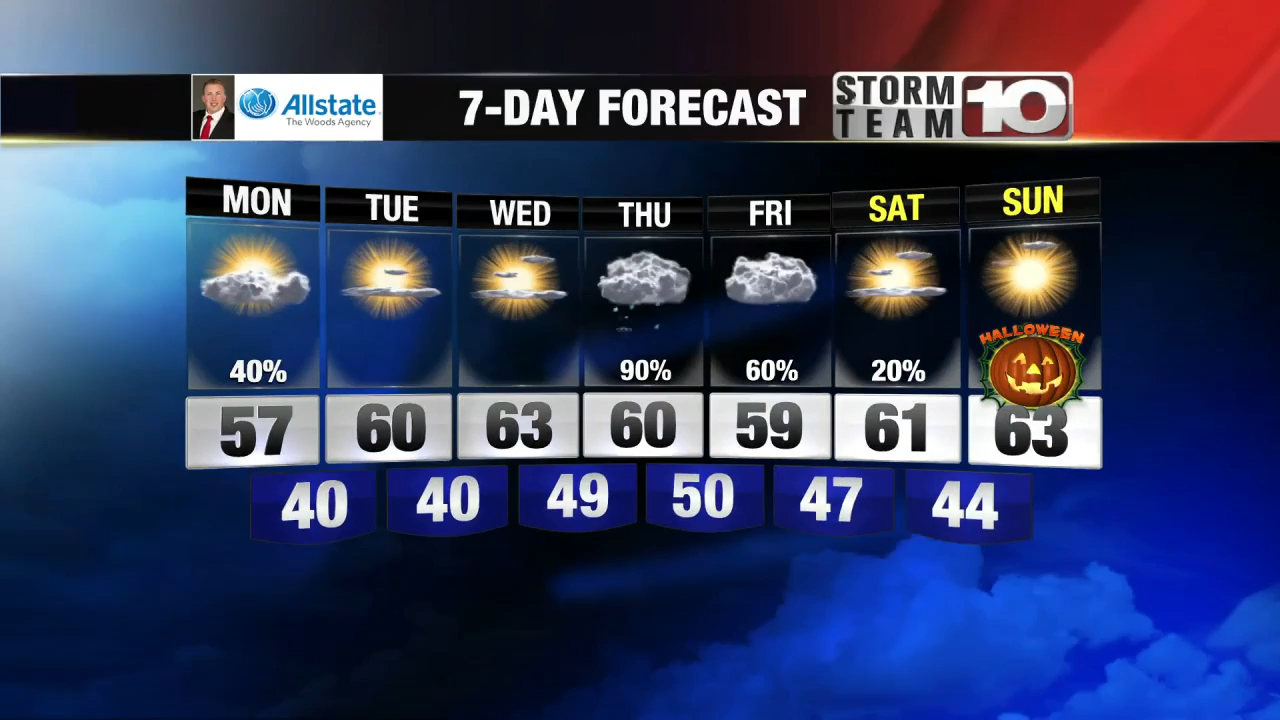 Allstate.
The Woods Agency
7-DAY FORECAST
STORM
TEAM
10
MON TUE WED THU FRI SAT SUN
HALLOWEEN
40% 90% 60% 20%
57 60 63 60 59 61 63
40 40 49 50 47 44